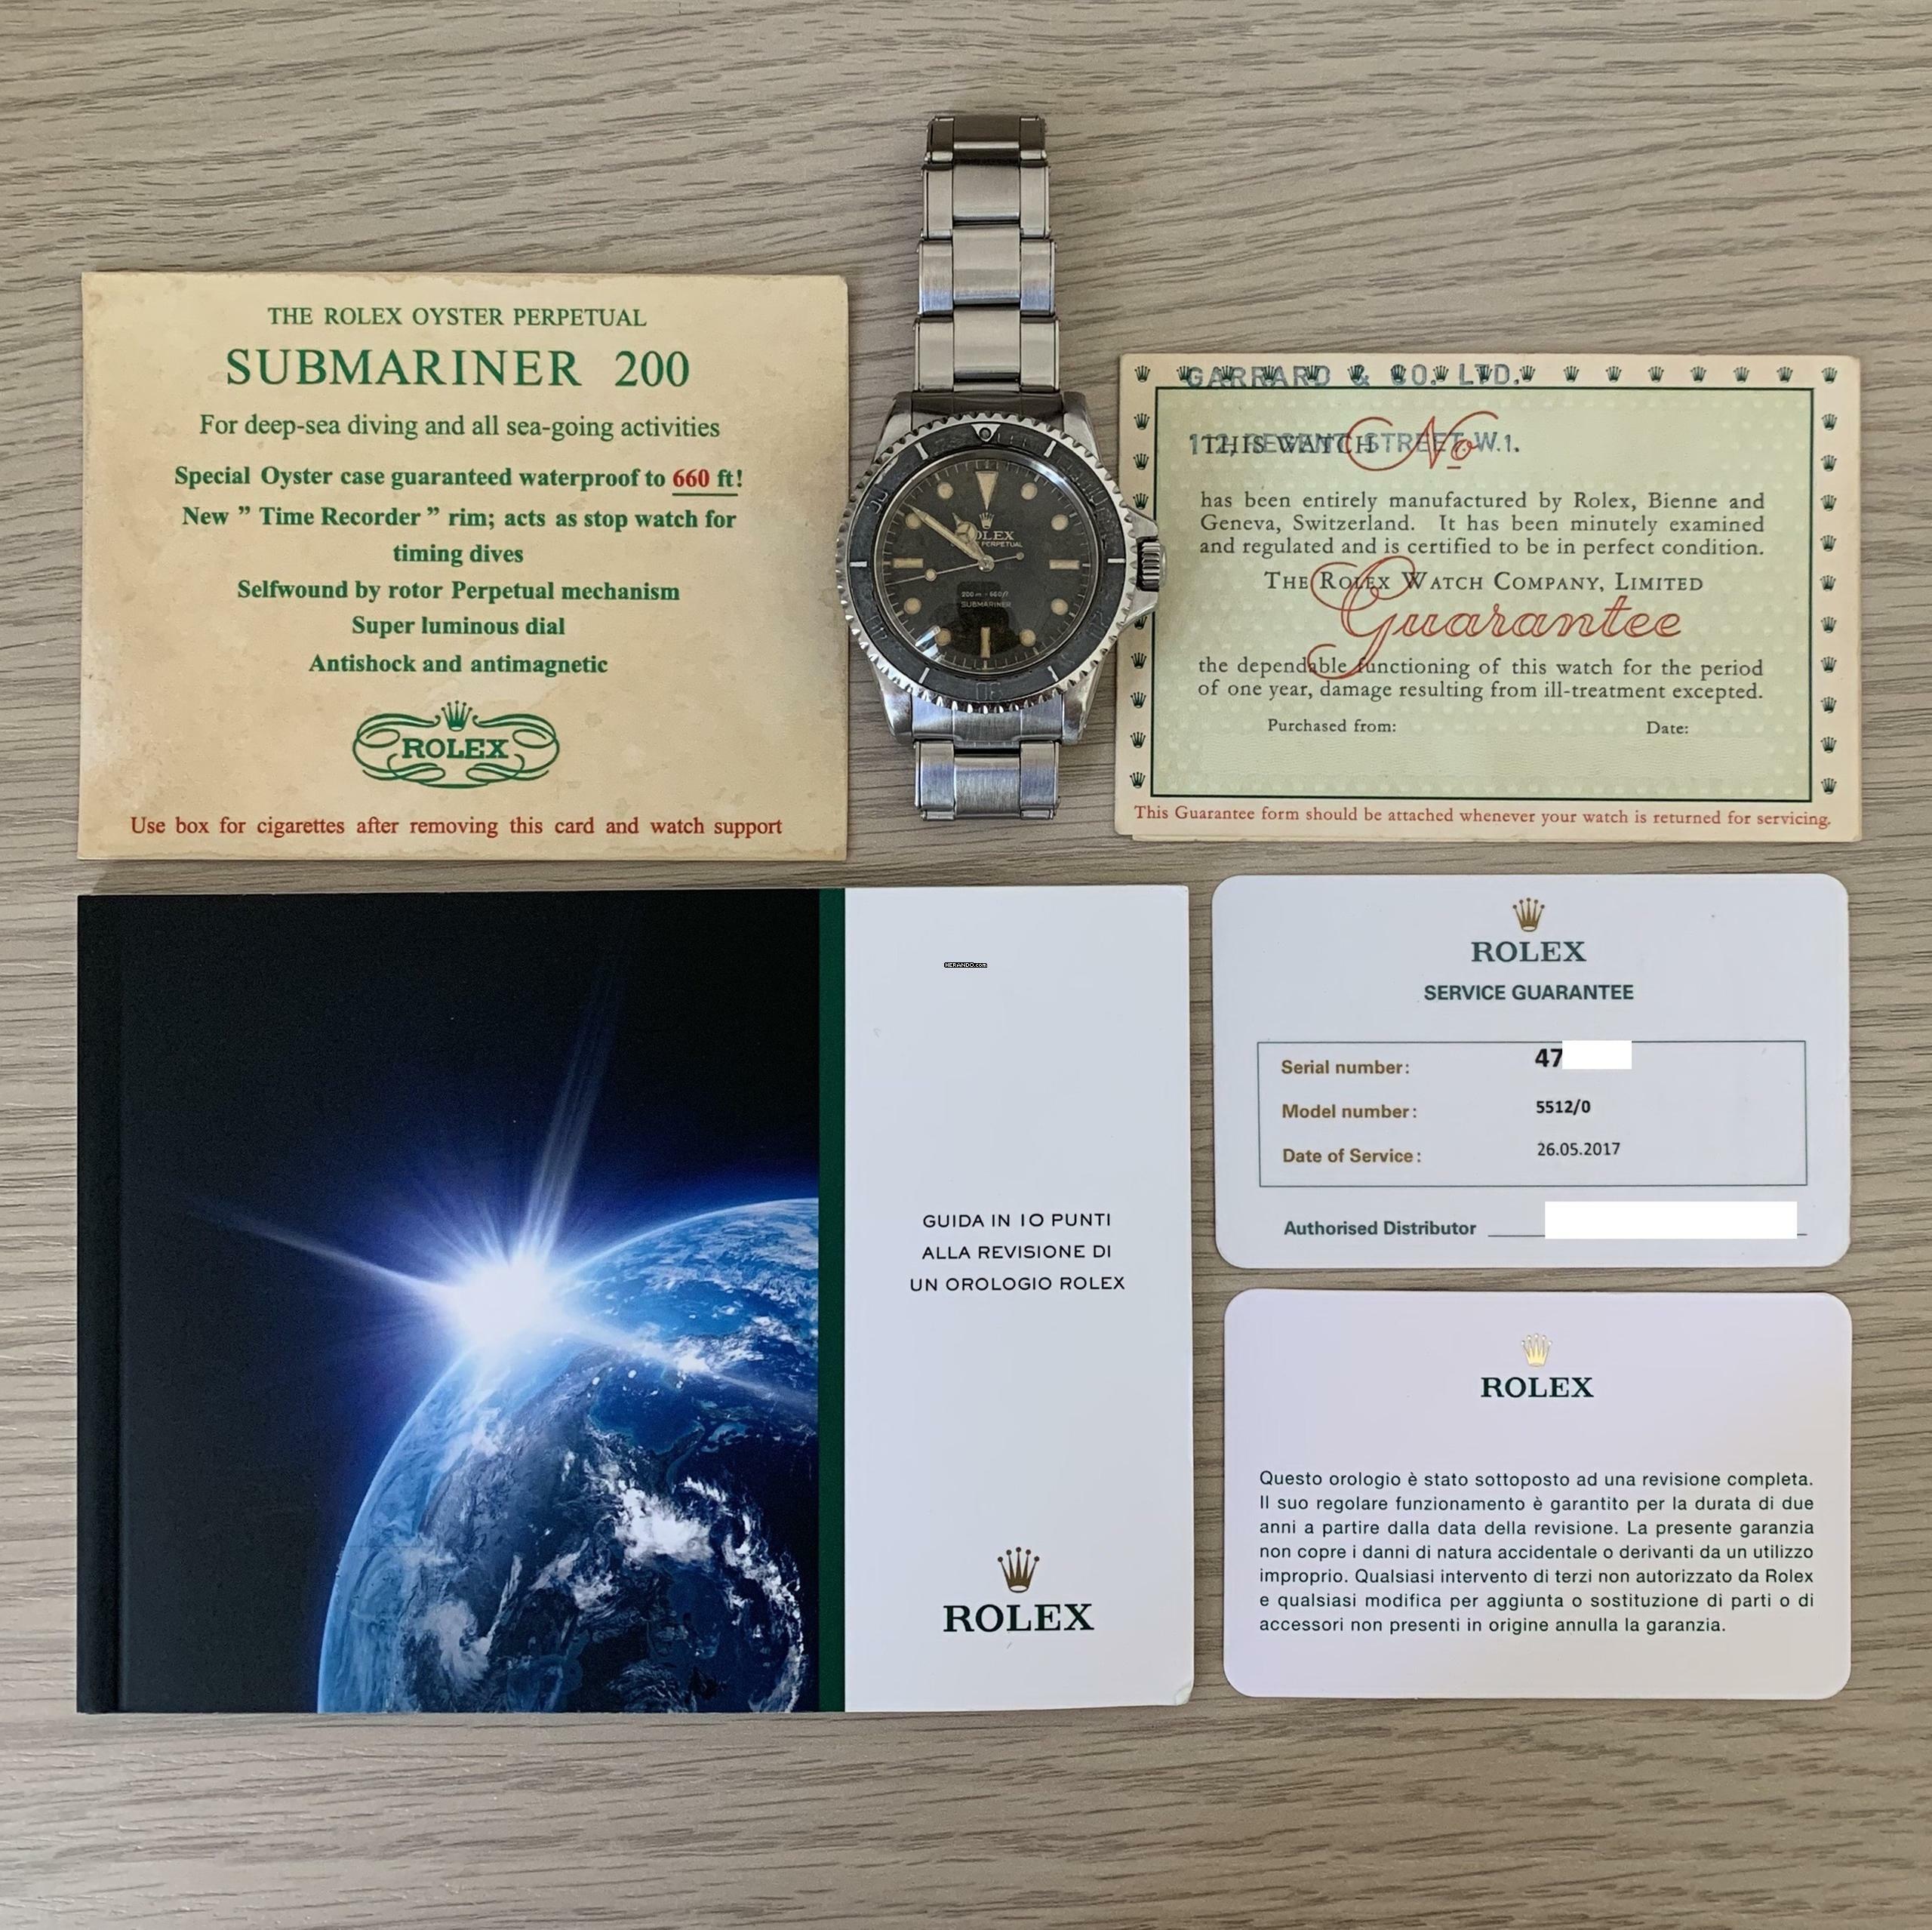 THE ROLEX OYSTER PERPETUAL
SUBMARINER 200
For deep-sea diving and all sea-going activities
Special Oyster case guaranteed waterproof to 660 ft!
New ” Time Recorder ” rim; acts as stop watch for
timing dives
Selfwound by rotor Perpetual mechanism
Super luminous dial
Antishock and antimagnetic
ROLEX
Use box for cigarettes after removing this card and watch support
PERPETUAL
200m - 660ft
SUBMARINER
GARRARD & CO. LTD.
112, REGENT STREET W.1.
THIS WATCH No
has been entirely manufactured by Rolex, Bienne and
Geneva, Switzerland. It has been minutely examined
and regulated and is certified to be in perfect condition.
THE ROLEX WATCH COMPANY, LIMITED
Guarantee
the dependable functioning of this watch for the period
of one year, damage resulting from ill-treatment excepted.
Purchased from: Date:
This Guarantee form should be attached whenever your watch is returned for servicing.
HERANDO.com
GUIDA IN 10 PUNTI
ALLA REVISIONE DI
UN OROLOGIO ROLEX
ROLEX
ROLEX
SERVICE GUARANTEE
Serial number: 47
Model number: 5512/0
Date of Service: 26.05.2017
Authorised Distributor
ROLEX
Questo orologio è stato sottoposto ad una revisione completa.
Il suo regolare funzionamento è garantito per la durata di due
anni a partire dalla data della revisione. La presente garanzia
non copre i danni di natura accidentale o derivanti da un utilizzo
improprio. Qualsiasi intervento di terzi non autorizzato da Rolex
e qualsiasi modifica per aggiunta o sostituzione di parti o di
accessori non presenti in origine annulla la garanzia.